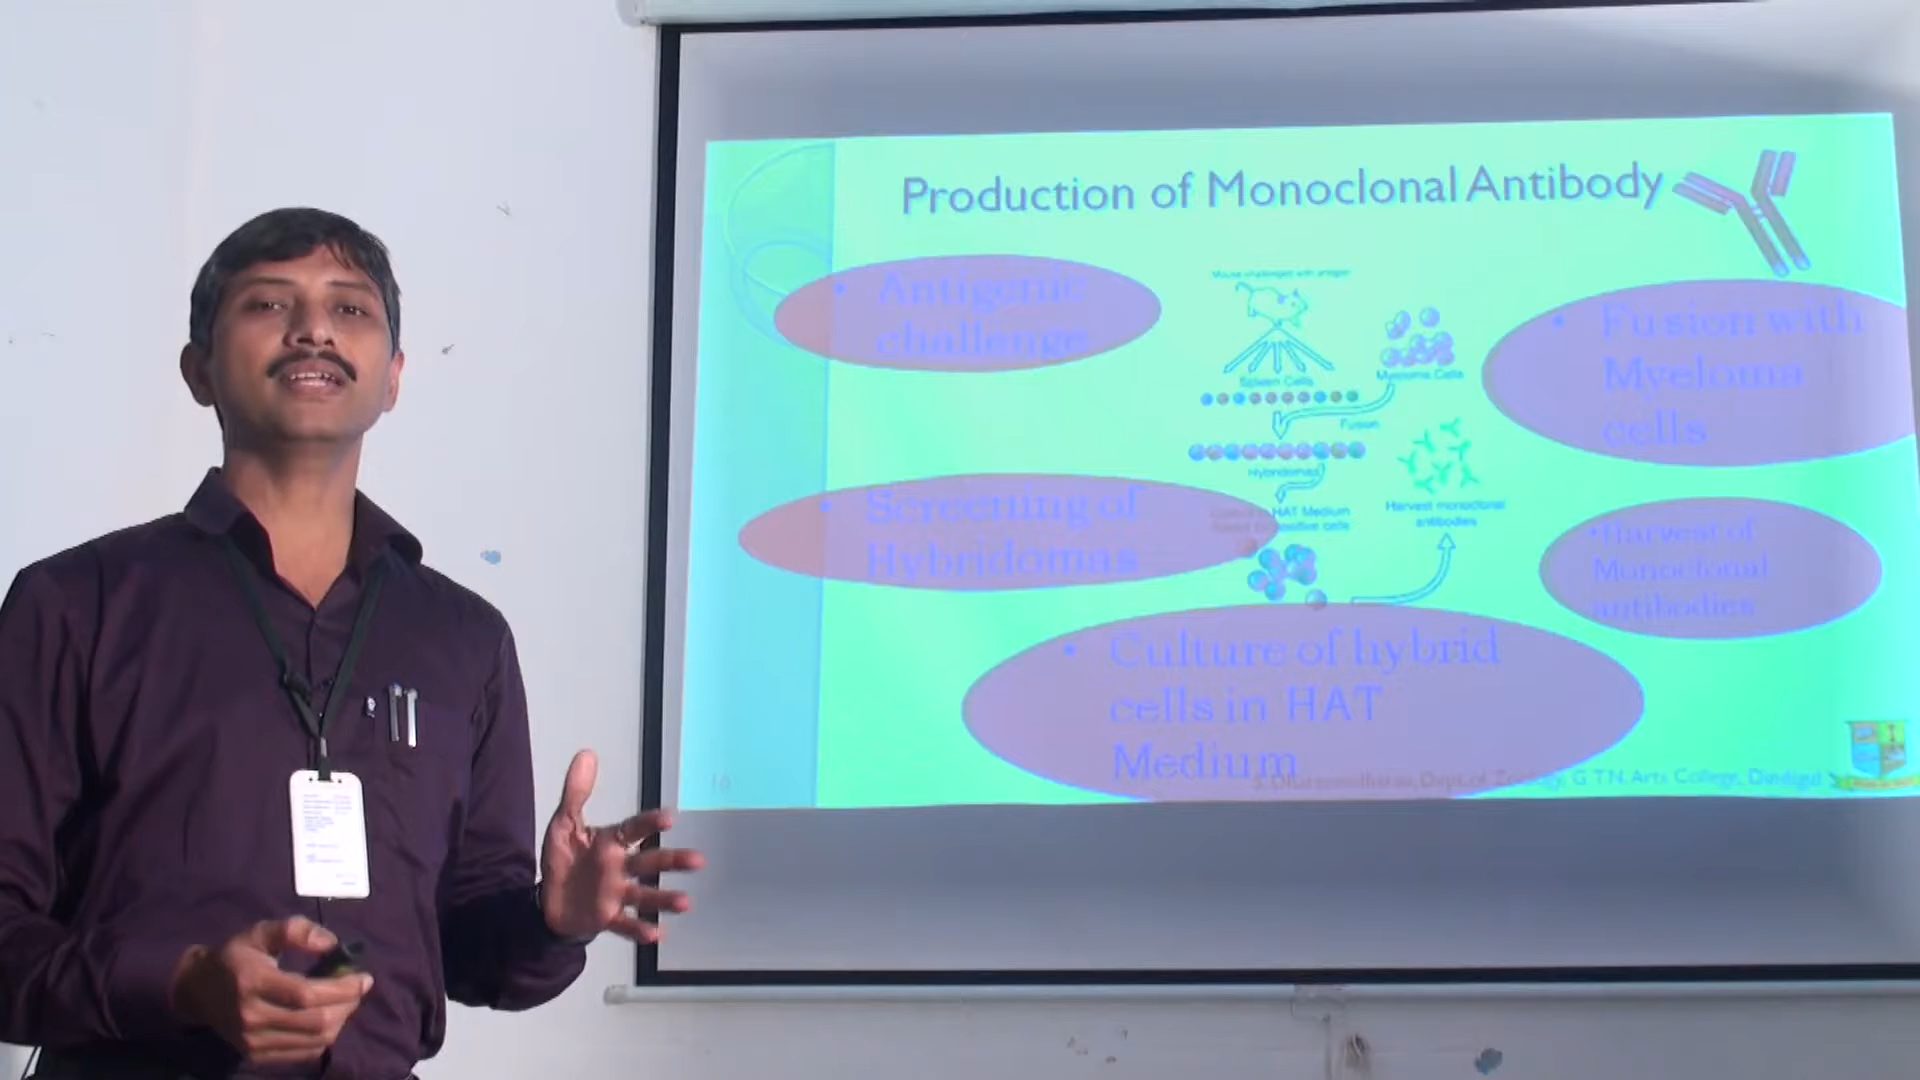 Production of Monoclonal Antibody
• Antigenic
challenge
Mouse challenged with antigen
Spleen Cells
Myeloma Cells
Fusion
Hybridomas
HAT Medium
Harvest monoclonal
antibodies
• Fusion with
Myeloma
cells
• Screening of
Hybridomas
• Harvest of
Monoclonal
antibodies
• Culture of hybrid
cells in HAT
Medium
10
Dept. of Zoology, G.T.N. Arts College, Dindigul